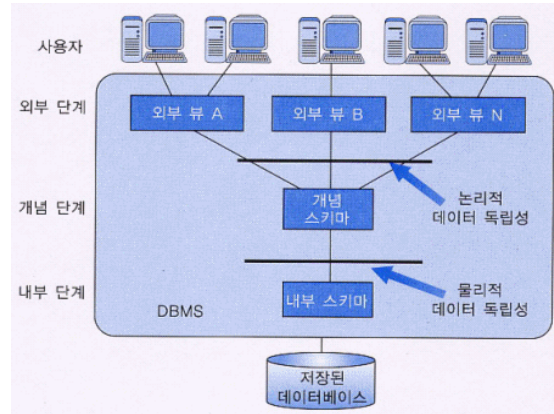 사용자
외부 단계
외부 뷰 A
외부 뷰 B
외부 뷰 N
논리적
데이터 독립성
개념 단계
개념
스키마
물리적
데이터 독립성
내부 단계
내부 스키마
DBMS
저장된
데이터베이스